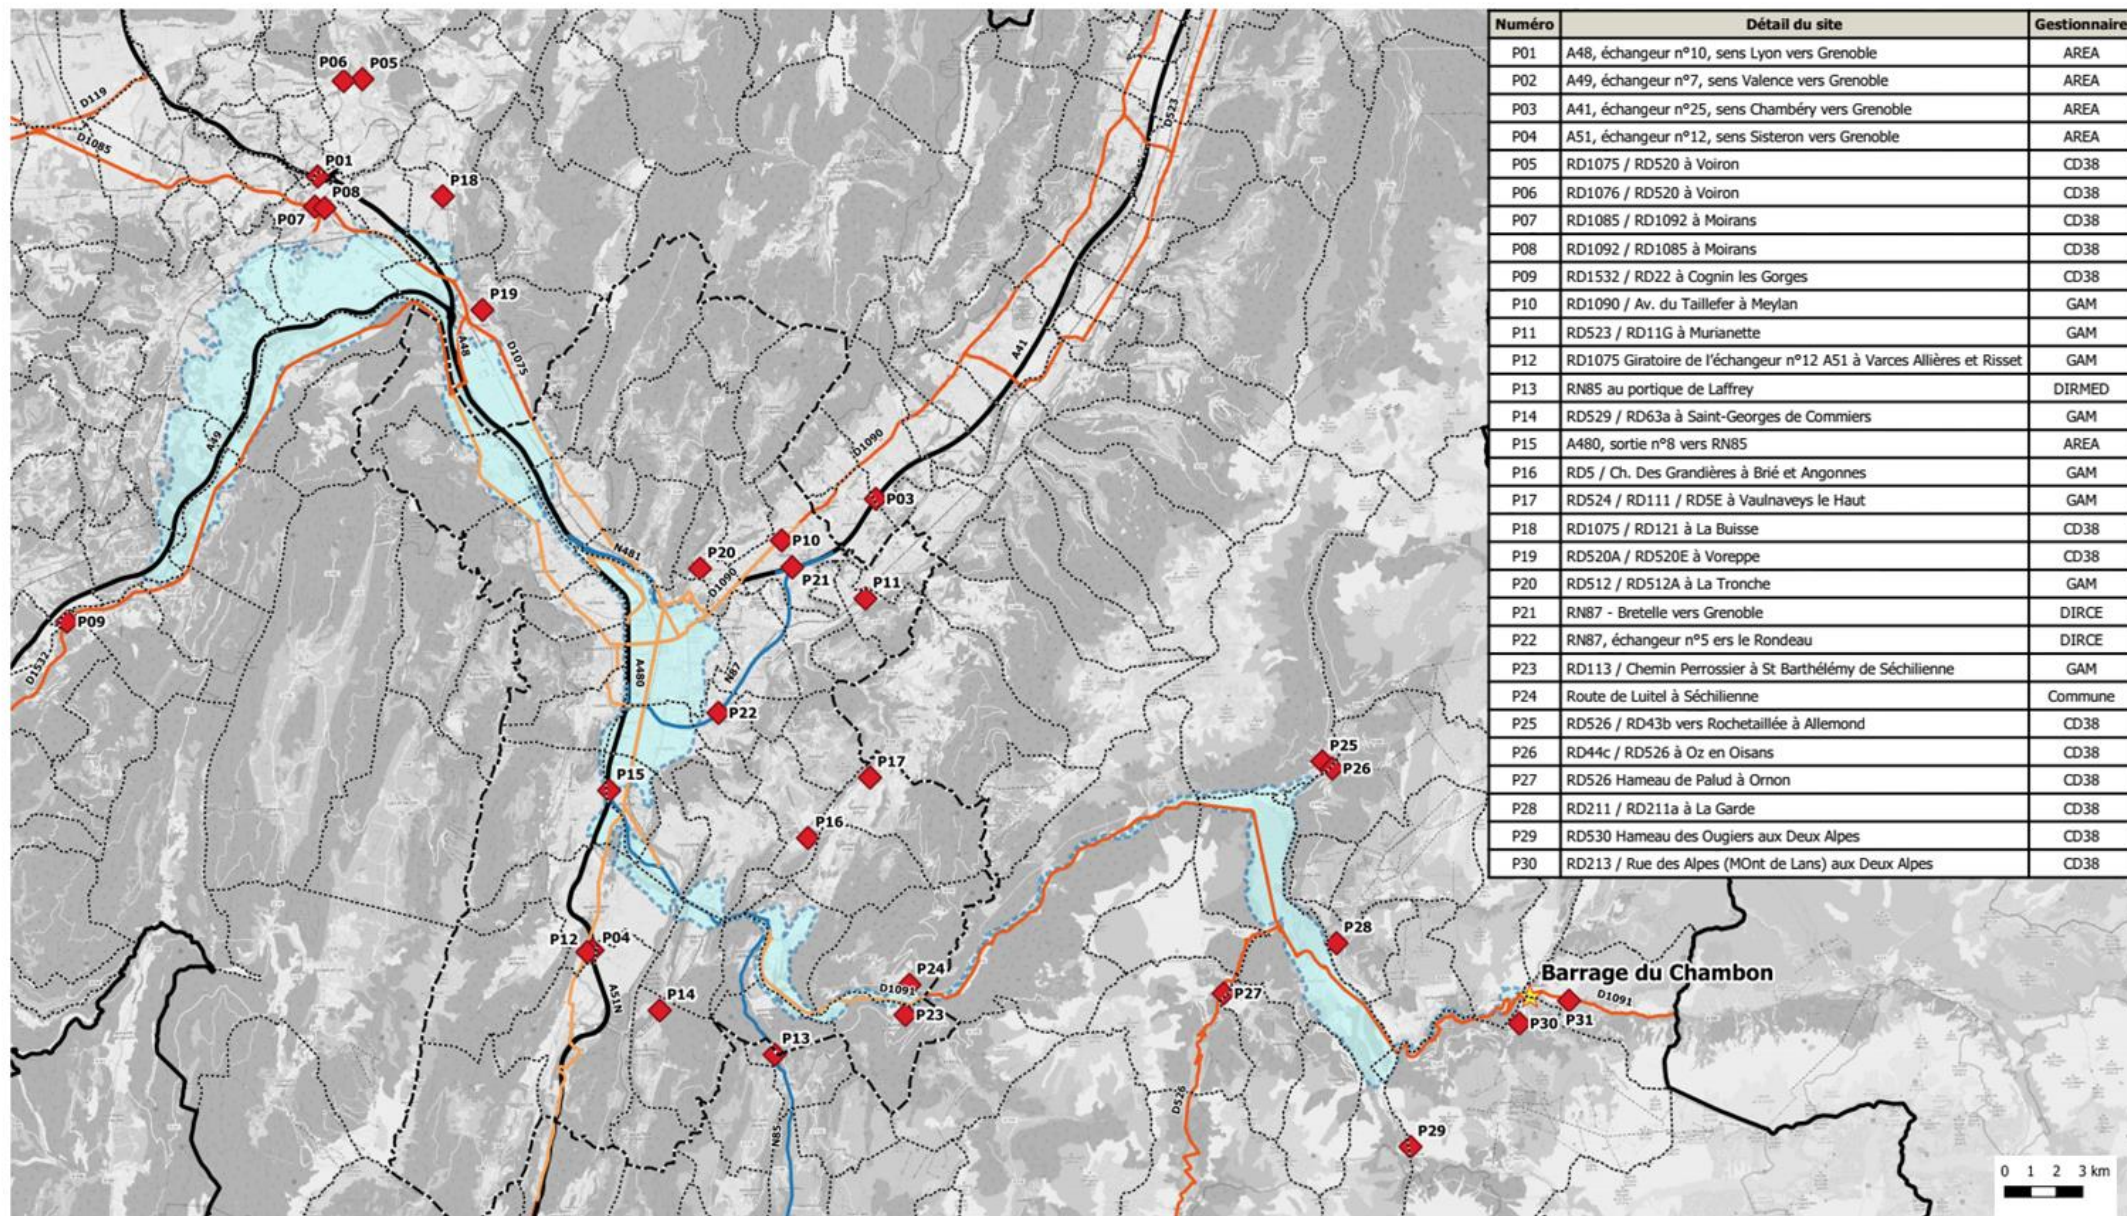 Numéro Détail du site Gestionnaire
P01 A48, échangeur n°10, sens Lyon vers Grenoble AREA
P02 A49, échangeur n°7, sens Valence vers Grenoble AREA
P03 A41, échangeur n°25, sens Chambéry vers Grenoble AREA
P04 A51, échangeur n°12, sens Sisteron vers Grenoble AREA
P05 RD1075 / RD520 à Voiron CD38
P06 RD1076 / RD520 à Voiron CD38
P07 RD1085 / RD1092 à Moirans CD38
P08 RD1092 / RD1085 à Moirans CD38
P09 RD1532 / RD22 à Cognin les Gorges CD38
P10 RD1090 / Av. du Taillefer à Meylan GAM
P11 RD523 / RD11G à Murianette GAM
P12 RD1075 Giratoire de l'échangeur n°12 A51 à Varces Allières et Risset GAM
P13 RN85 au portique de Laffrey DIRMED
P14 RD529 / RD63a à Saint-Georges de Commiers GAM
P15 A480, sortie n°8 vers RN85 AREA
P16 RD5 / Ch. Des Grandières à Brié et Angonnes GAM
P17 RD524 / RD111 / RD5E à Vaulnaveys le Haut GAM
P18 RD1075 / RD121 à La Buisse CD38
P19 RD520A / RD520E à Voreppe CD38
P20 RD512 / RD512A à La Tronche GAM
P21 RN87 - Bretelle vers Grenoble DIRCE
P22 RN87, échangeur n°5 ers le Rondeau DIRCE
P23 RD113 / Chemin Perrossier à St Barthélémy de Séchilienne GAM
P24 Route de Luitel à Séchilienne Commune
P25 RD526 / RD43b vers Rochetaillée à Allemond CD38
P26 RD44c / RD526 à Oz en Oisans CD38
P27 RD526 Hameau de Palud à Ornon CD38
P28 RD211 / RD211a à La Garde CD38
P29 RD530 Hameau des Ougiers aux Deux Alpes CD38
P30 RD213 / Rue des Alpes (MOnt de Lans) aux Deux Alpes CD38
P06
P05
D119
D523
D1085
P01
P18
P08
P07
P19
A48
D1075
A41
A49
D1090
P03
P10
N481
P20
D1090
P21
P11
P09
D1532
A480
N87
P22
P25
P26
P17
P15
P16
P12
P04
P28
Barrage du Chambon
P24
D1091
A51N
P14
P23
P27
D1091
P31
P30
P13
D526
N85
P29
0 1 2 3 km